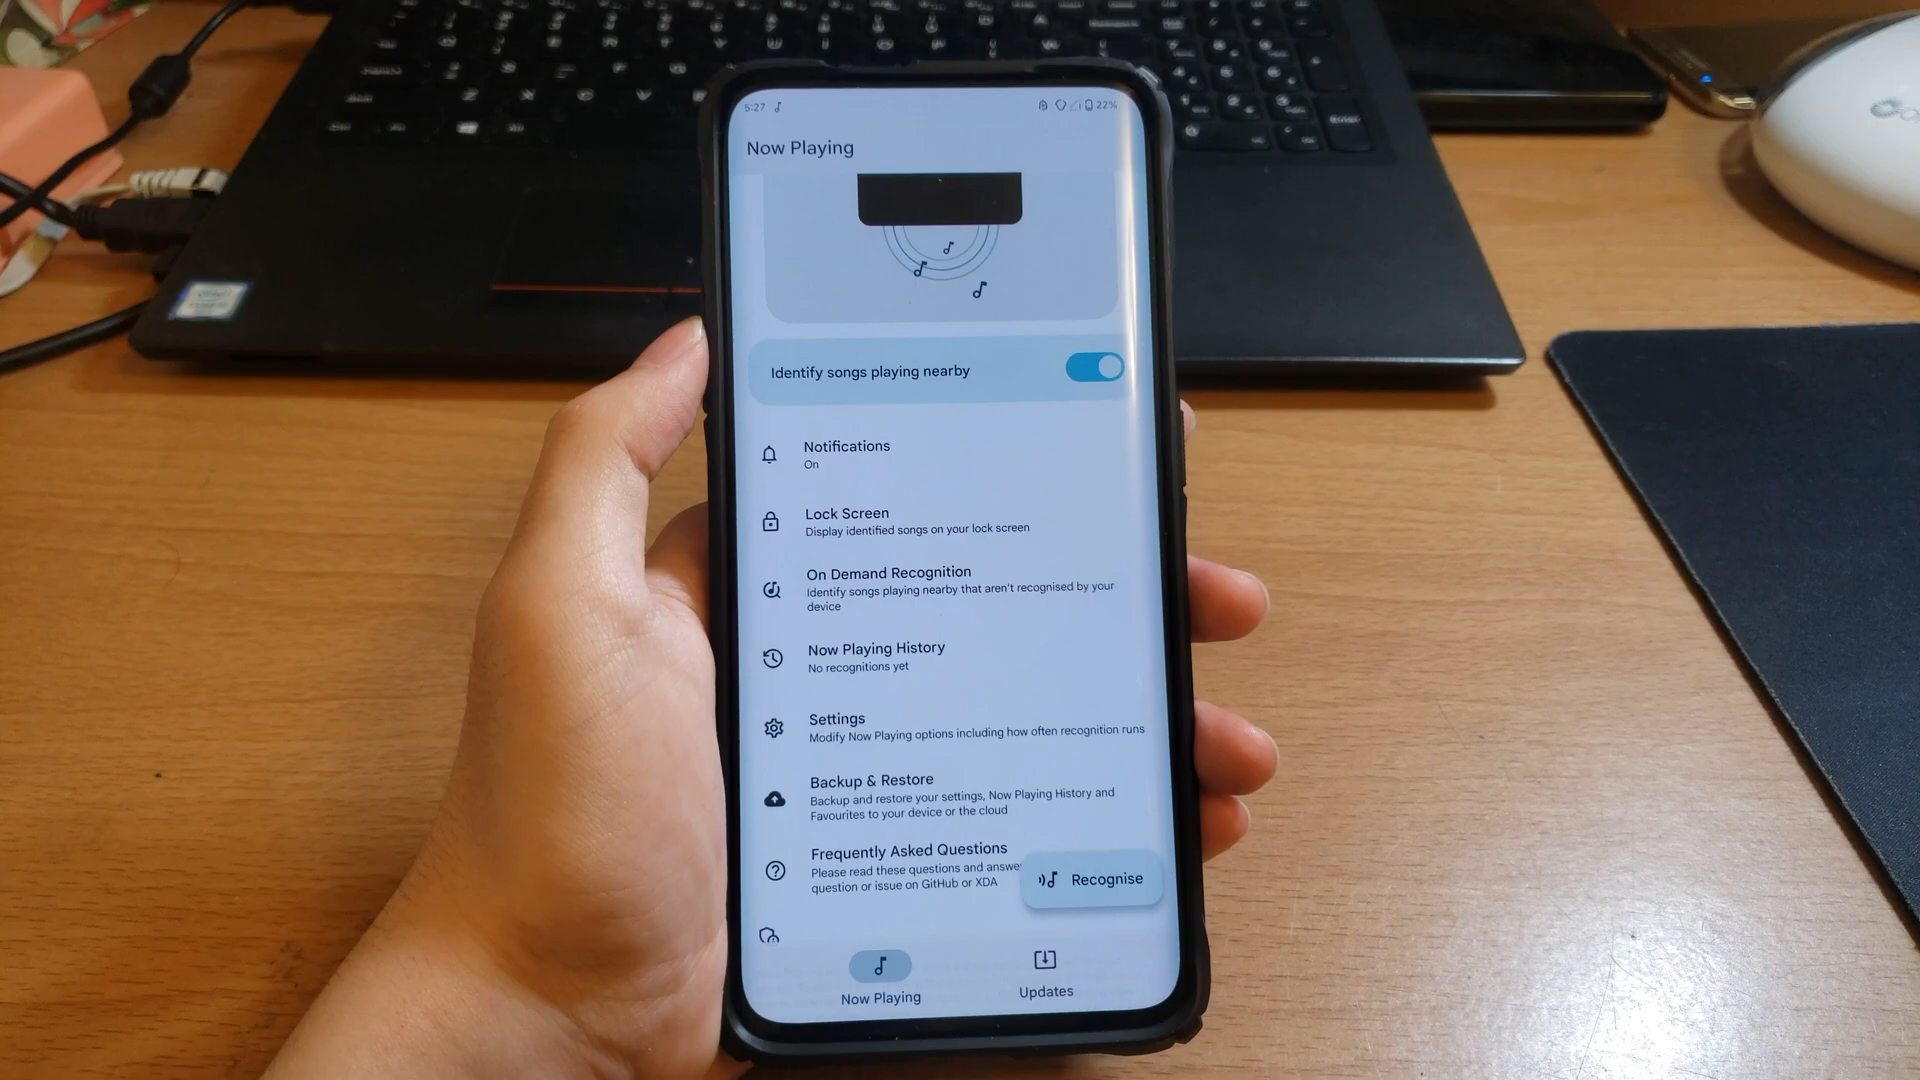 5:27
22%
Now Playing
Identify songs playing nearby
Notifications
On
Lock Screen
Display identified songs on your lock screen
On Demand Recognition
Identify songs playing nearby that aren't recognised by your
device
Now Playing History
No recognitions yet
Settings
Modify Now Playing options including how often recognition runs
Backup & Restore
Backup and restore your settings, Now Playing History and
Favourites to your device or the cloud
Frequently Asked Questions
Please read these questions and
question or issue on GitHub or XDA
Recognise
Now Playing
Updates